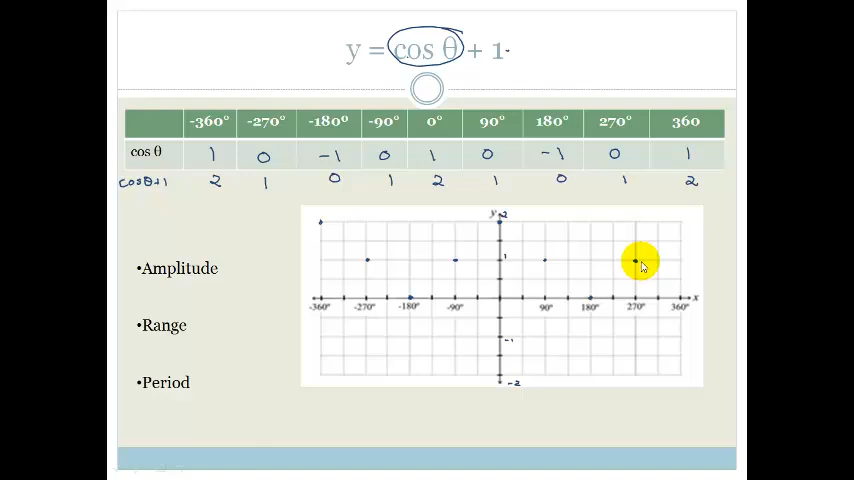 y = cos θ + 1
-360° -270° -180° -90° 0° 90° 180° 270° 360
cos θ 1 0 -1 0 1 0 -1 0 1
cosθ+1 2 1 0 1 2 1 0 1 2
y 2
•Amplitude
1
x
-360° -270° -180° -90° 90° 180° 270° 360°
•Range
-1
•Period
-2